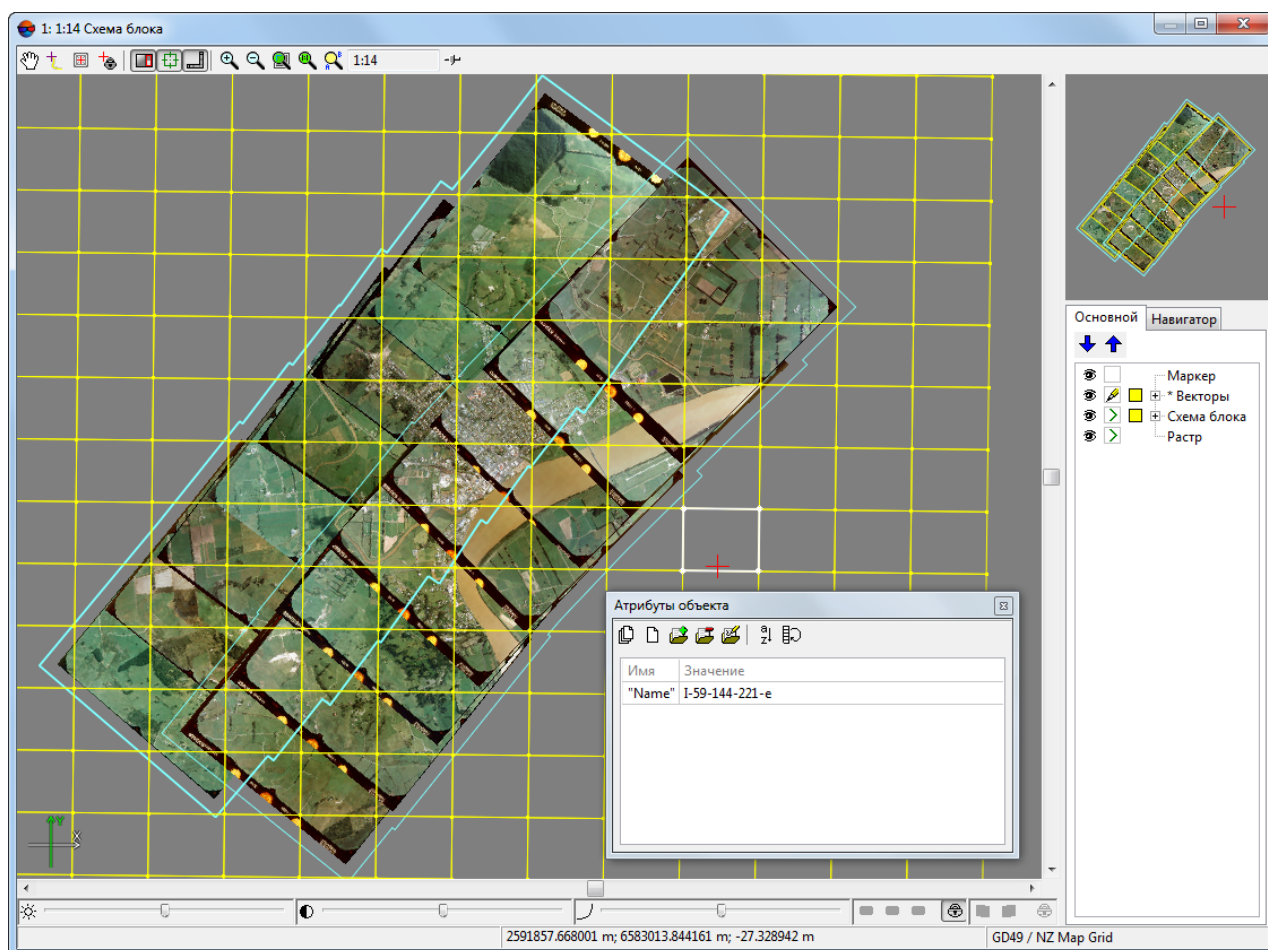 1: 1:14 Схема блока
1:14
Основной Навигатор
Маркер
* Векторы
Схема блока
Растр
Атрибуты объекта
Имя Значение
"Name" I-59-144-221-e
Y
X
2591857.668001 m; 6583013.844161 m; -27.328942 m
GD49 / NZ Map Grid